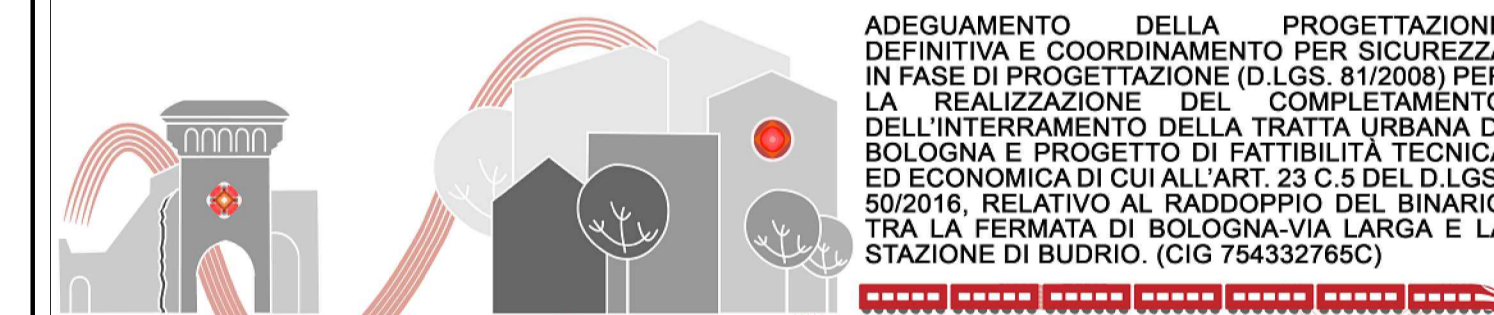 ADEGUAMENTO DELLA PROGETTAZIONE
DEFINITIVA E COORDINAMENTO PER SICUREZZA
IN FASE DI PROGETTAZIONE (D.LGS. 81/2008) PER
LA REALIZZAZIONE DEL COMPLETAMENTO
DELL'INTERRAMENTO DELLA TRATTA URBANA DI
BOLOGNA E PROGETTO DI FATTIBILITÀ TECNICA
ED ECONOMICA DI CUI ALL'ART. 23 C.5 DEL D.LGS.
50/2016, RELATIVO AL RADDOPPIO DEL BINARIO
TRA LA FERMATA DI BOLOGNA-VIA LARGA E LA
STAZIONE DI BUDRIO. (CIG 754332765C)